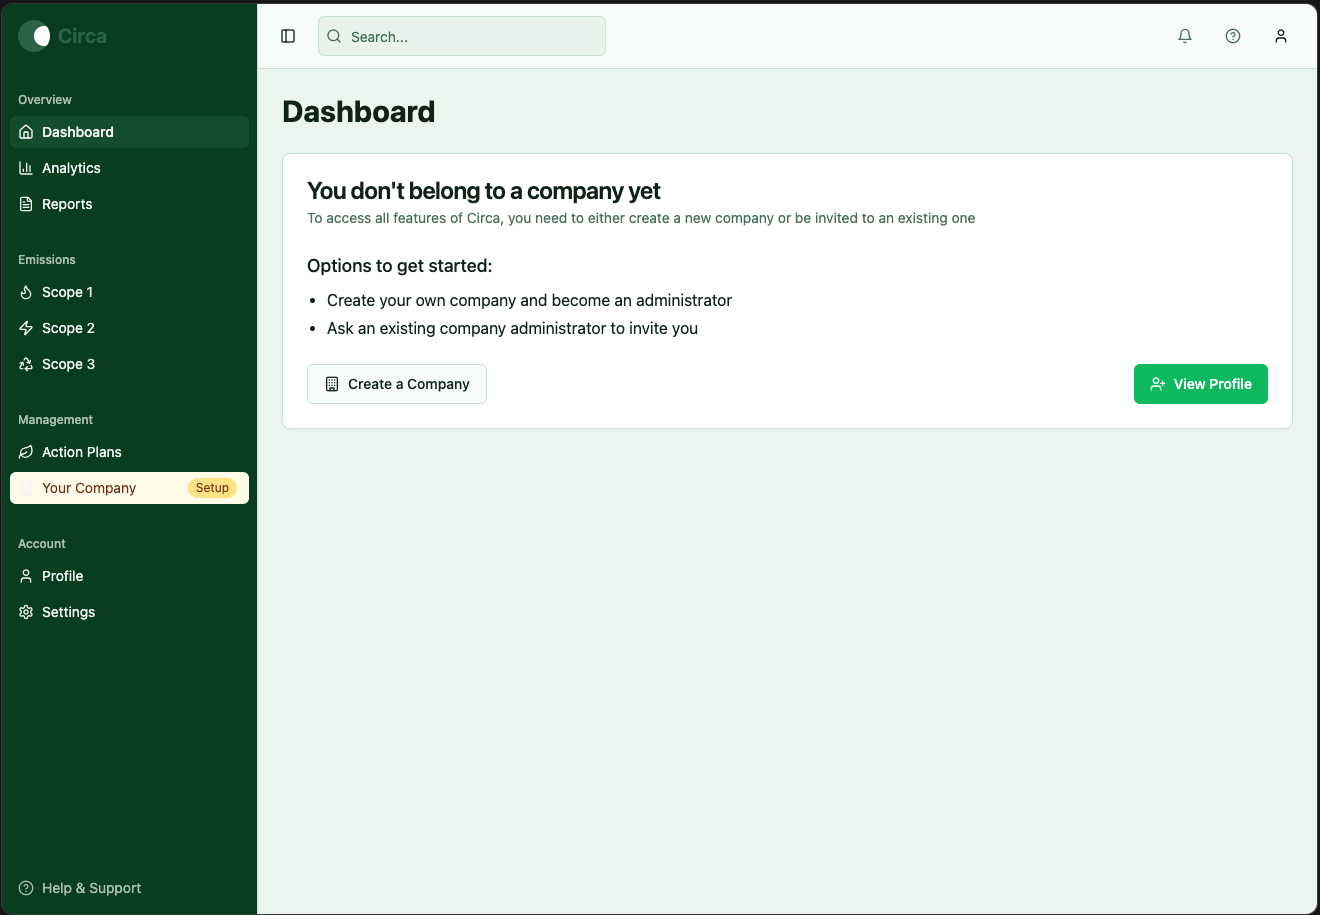 Circa
Search...
Overview
Dashboard
Analytics
Reports
Emissions
Scope 1
Scope 2
Scope 3
Management
Action Plans
Your Company
Setup
Account
Profile
Settings
Help & Support
Dashboard
You don't belong to a company yet
To access all features of Circa, you need to either create a new company or be invited to an existing one
Options to get started:
• Create your own company and become an administrator
• Ask an existing company administrator to invite you
Create a Company
View Profile